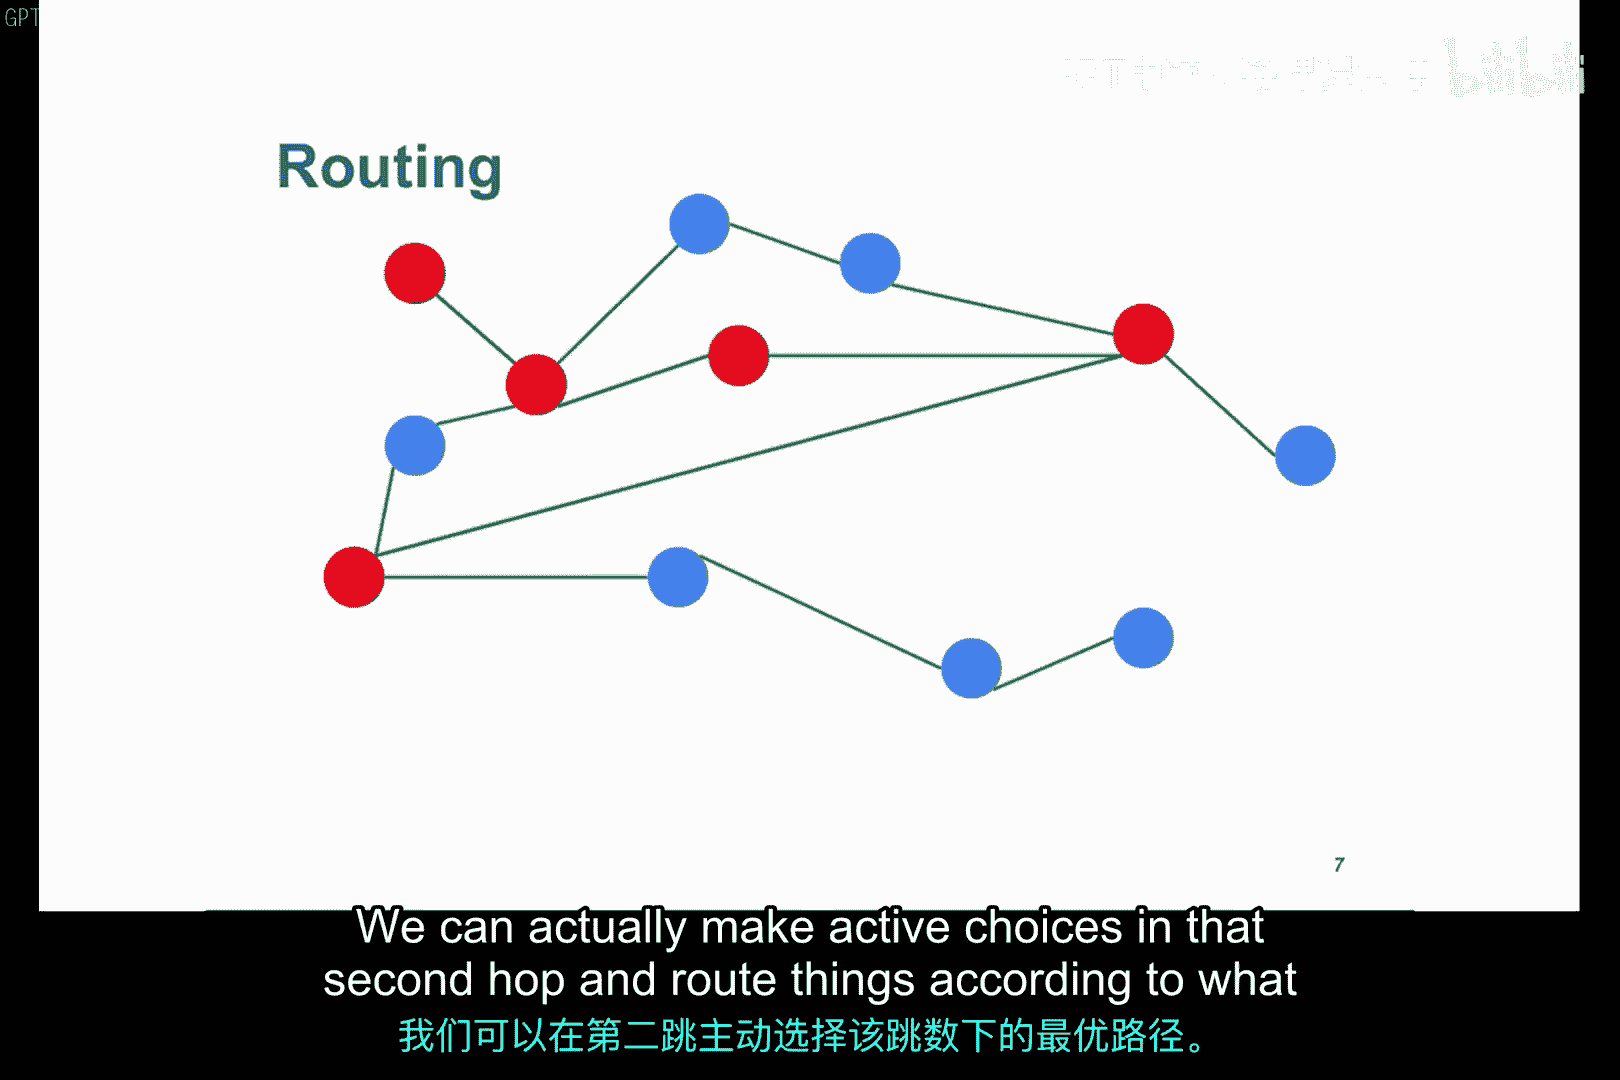 GPT
bilibili
Routing
7
We can actually make active choices in that
second hop and route things according to what
我们可以在第二跳主动选择该跳数下的最优路径。